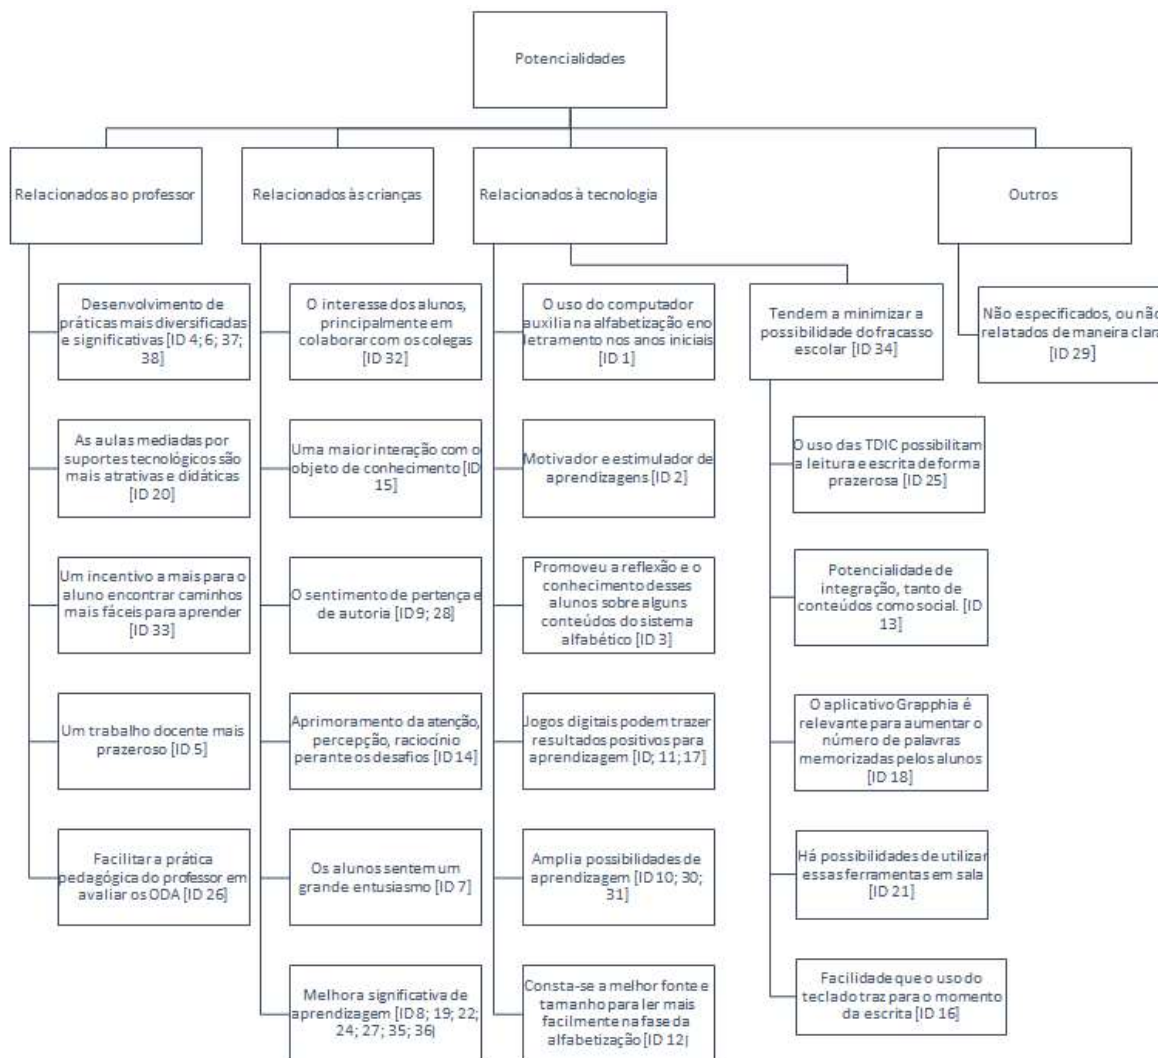 Potencialidades
Relacionados ao professor
Relacionados às crianças
Relacionados à tecnologia
Outros
Desenvolvimento de
práticas mais diversificadas
e significativas [ID 4; 6; 37;
38]
As aulas mediadas por
suportes tecnológicos são
mais atrativas e didáticas
[ID 20]
Um incentivo a mais para o
aluno encontrar caminhos
mais fáceis para aprender
[ID 33]
Um trabalho docente mais
prazeroso [ID 5]
Facilitar a prática
pedagógica do professor em
avaliar os ODA [ID 26]
O interesse dos alunos,
principalmente em
colaborar com os colegas
[ID 32]
Uma maior interação com o
objeto de conhecimento [ID
15]
O sentimento de pertença e
de autoria [ID 9; 28]
Aprimoramento da atenção,
percepção, raciocínio
perante os desafios [ID 14]
Os alunos sentem um
grande entusiasmo [ID 7]
Melhora significativa de
aprendizagem [ID 8; 19; 22;
24; 27; 35; 36]
O uso do computador
auxilia na alfabetização e no
letramento nos anos iniciais
[ID 1]
Motivador e estimulador de
aprendizagens [ID 2]
Promoveu a reflexão e o
conhecimento desses
alunos sobre alguns
conteúdos do sistema
alfabético [ID 3]
Jogos digitais podem trazer
resultados positivos para
aprendizagem [ID; 11; 17]
Amplia possibilidades de
aprendizagem [ID 10; 30;
31]
Consta-se a melhor fonte e
tamanho para ler mais
facilmente na fase da
alfabetização [ID 12]
Tendem a minimizar a
possibilidade do fracasso
escolar [ID 34]
O uso das TDIC possibilitam
a leitura e escrita de forma
prazerosa [ID 25]
Potencialidade de
integração, tanto de
conteúdos como social. [ID
13]
O aplicativo Grapphia é
relevante para aumentar o
número de palavras
memorizadas pelos alunos
[ID 18]
Há possibilidades de utilizar
essas ferramentas em sala
[ID 21]
Facilidade que o uso do
teclado traz para o momento
da escrita [ID 16]
Não especificados, ou não
relatados de maneira clara
[ID 29]